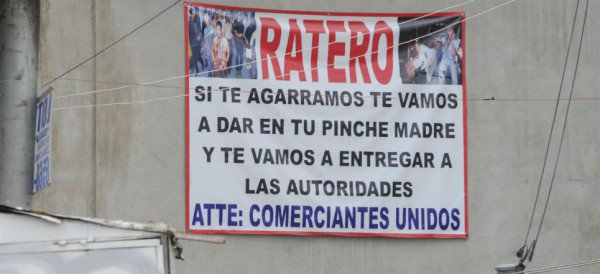 RATERO
SI TE AGARRAMOS TE VAMOS
A DAR EN TU PINCHE MADRE
Y TE VAMOS A ENTREGAR A
LAS AUTORIDADES
ATTE: COMERCIANTES UNIDOS